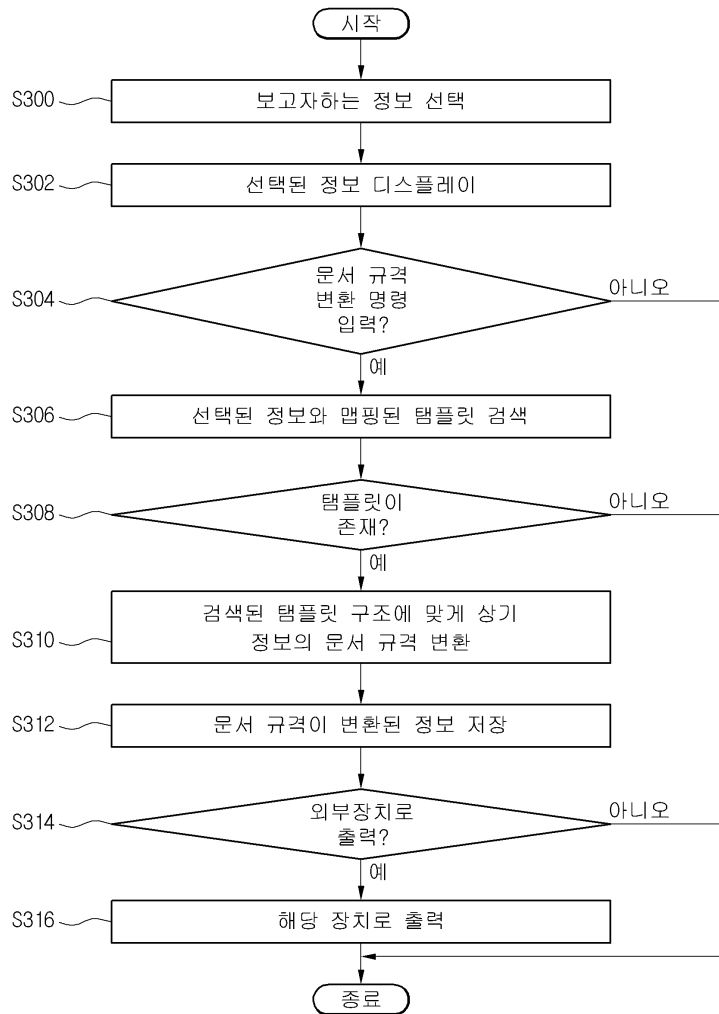 시작
S300
보고자하는 정보 선택
S302
선택된 정보 디스플레이
S304
문서 규격
변환 명령
입력?
아니오
예
S306
선택된 정보와 맵핑된 탬플릿 검색
S308
탬플릿이
존재?
아니오
예
S310
검색된 탬플릿 구조에 맞게 상기
정보의 문서 규격 변환
S312
문서 규격이 변환된 정보 저장
S314
외부장치로
출력?
아니오
예
S316
해당 장치로 출력
종료